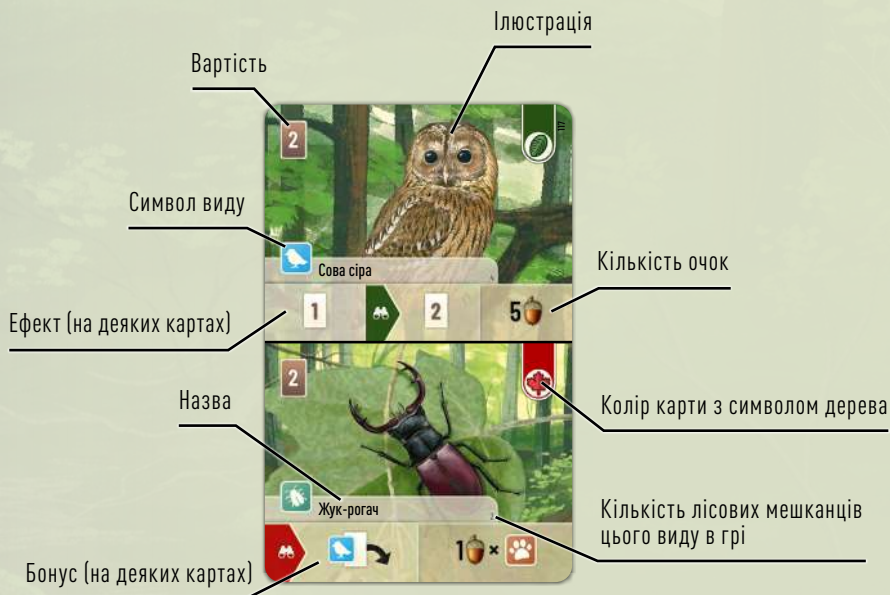 Ілюстрація
Вартість
2
117
Символ виду
Сова сіра
Кількість очок
1
2
5
Ефект (на деяких картах)
2
Назва
Колір карти з символом дерева
Жук-рогач
Кількість лісових мешканців
цього виду в грі
1 ×
Бонус (на деяких картах)